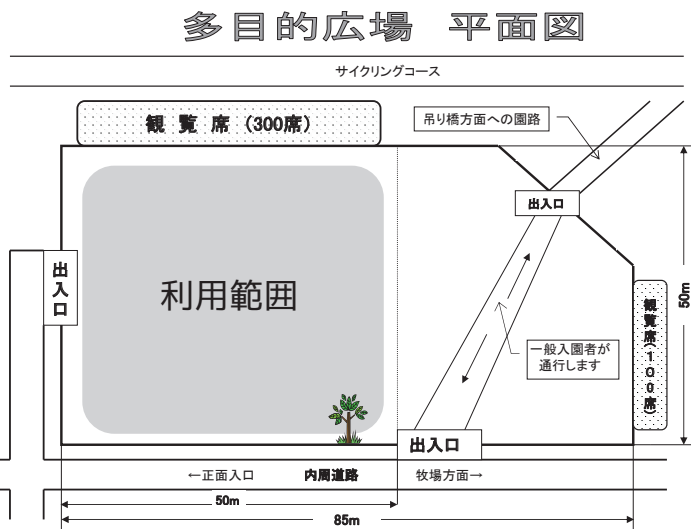 多目的広場　平面図
サイクリングコース
観覧席（300席）
吊り橋方面への園路
出入口
出入口
利用範囲
50m
観覧席（100席）
一般入園者が
通行します
出入口
←正面入口
内周道路
牧場方面→
50m
85m